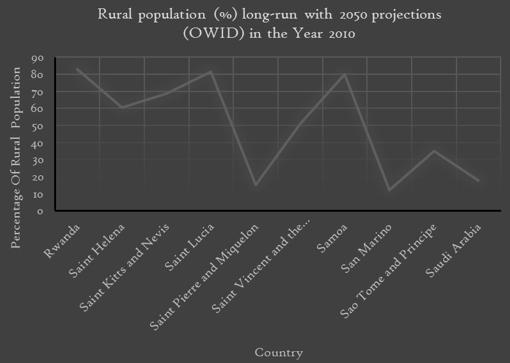 Rural population (%) long-run with 2050 projections
(OWID) in the Year 2010
Percentage Of Rural Population
90
80
70
60
50
40
30
20
10
0
Rwanda
Saint Helena
Saint Kitts and Nevis
Saint Lucia
Saint Pierre and Miquelon
Saint Vincent and the...
Samoa
San Marino
Sao Tome and Principe
Saudi Arabia
Country